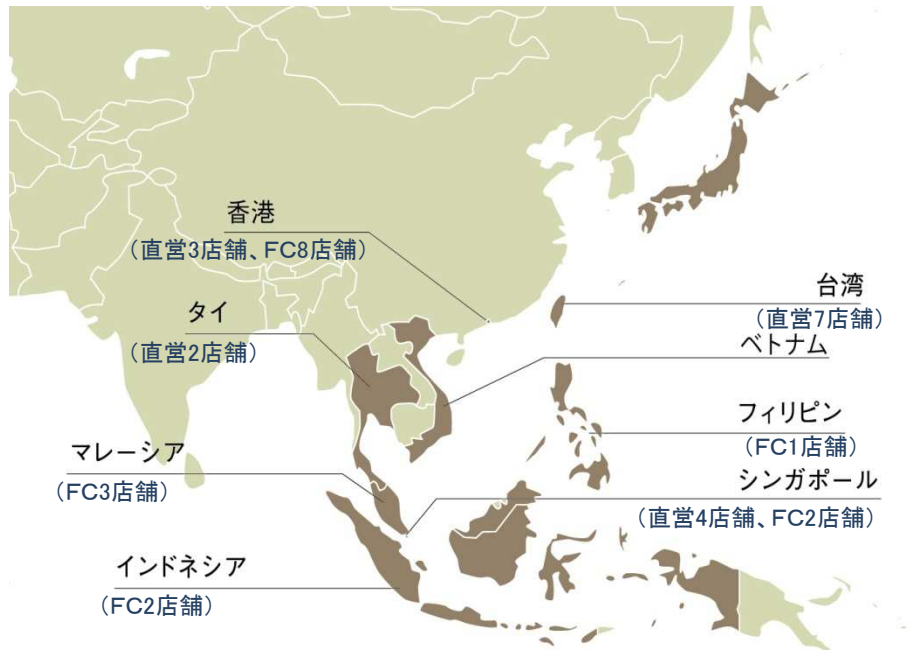 香港
（直営3店舗、FC8店舗）
タイ
（直営2店舗）
台湾
（直営7店舗）
ベトナム
フィリピン
（FC1店舗）
マレーシア
（FC3店舗）
シンガポール
（直営4店舗、FC2店舗）
インドネシア
（FC2店舗）